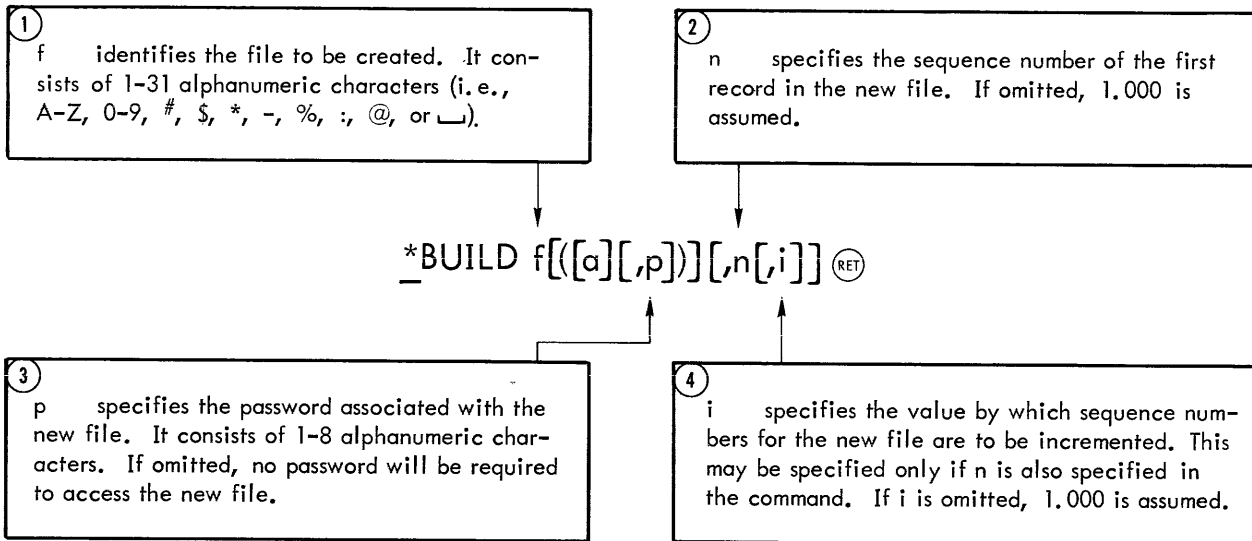 1
f identifies the file to be created. It con-
sists of 1-31 alphanumeric characters (i.e.,
A-Z, 0-9, #, $, *, -, %, :, @, or ⎵).
2
n specifies the sequence number of the first
record in the new file. If omitted, 1.000 is
assumed.
*BUILD f[([a][,p])][,n[,i]] RET
3
p specifies the password associated with the
new file. It consists of 1-8 alphanumeric char-
acters. If omitted, no password will be required
to access the new file.
4
i specifies the value by which sequence num-
bers for the new file are to be incremented. This
may be specified only if n is also specified in
the command. If i is omitted, 1.000 is assumed.